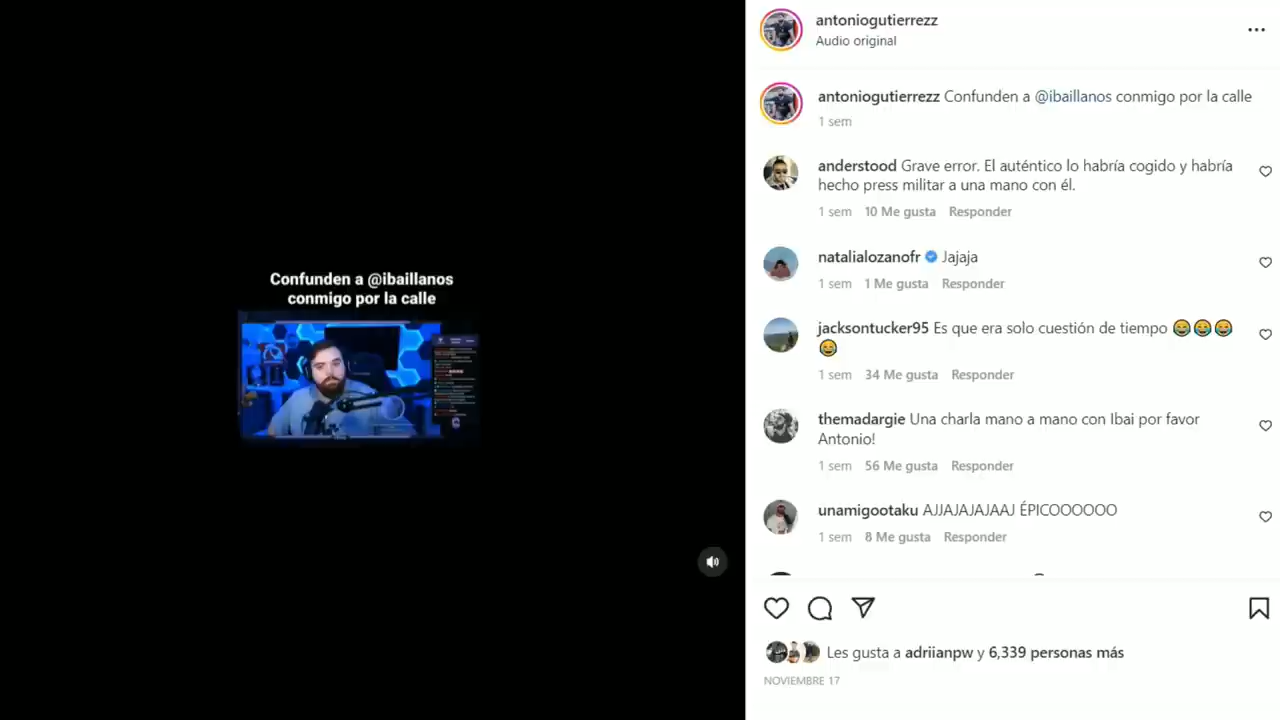 Confunden a @ibaillanos
conmigo por la calle
antoniogutierrezz
Audio original
antoniogutierrezz Confunden a @ibaillanos conmigo por la calle
1 sem
anderstood Grave error. El auténtico lo habría cogido y habría
hecho press militar a una mano con él.
1 sem 10 Me gusta Responder
natalialozanofr Jajaja
1 sem 1 Me gusta Responder
jacksontucker95 Es que era solo cuestión de tiempo 😂😂😂
😂
1 sem 34 Me gusta Responder
themadargie Una charla mano a mano con Ibai por favor
Antonio!
1 sem 56 Me gusta Responder
unamigootaku AJJAJAJAJAAJ ÉPICOOOOOO
1 sem 8 Me gusta Responder
Les gusta a adriianpw y 6,339 personas más
NOVIEMBRE 17